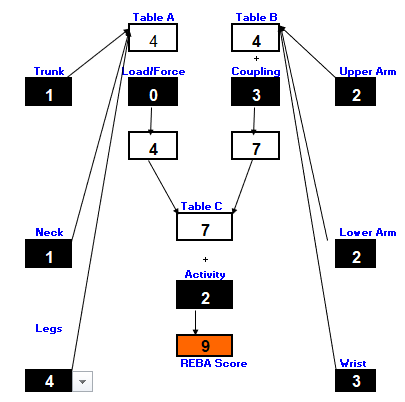 Table A Table B
4 4
+
Trunk Load/Force Coupling Upper Arm
1 0 3 2
4 7
Table C
7
Neck Lower Arm
1 2
+
Activity
2
Legs
9
REBA Score Wrist
4 3